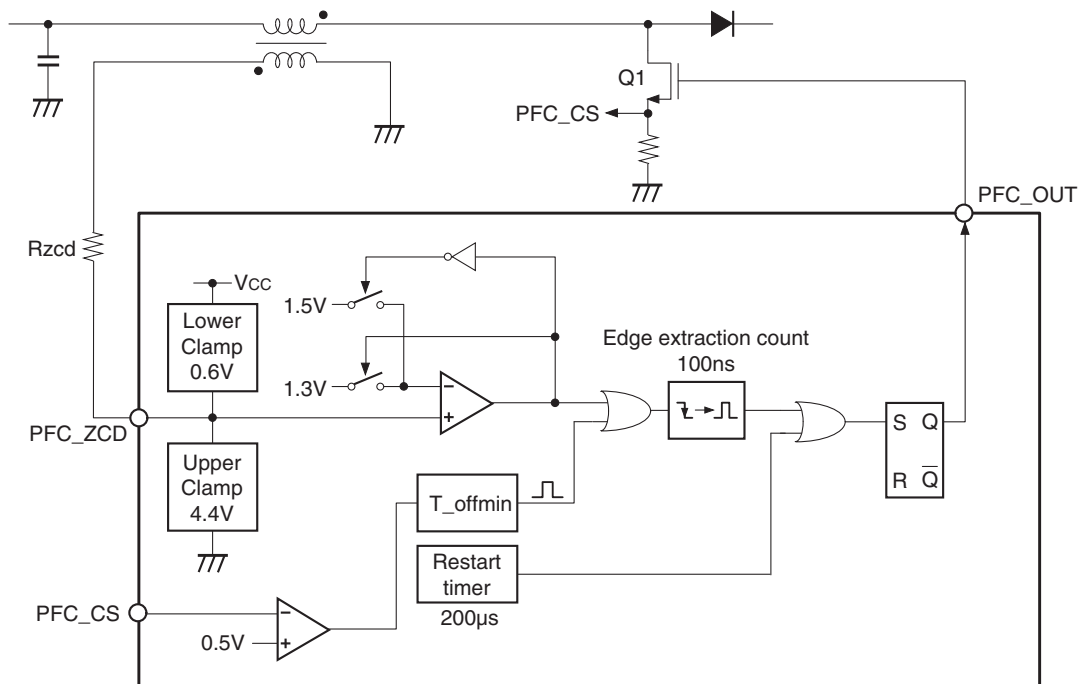 Q1
PFC_CS
PFC_OUT
Rzcd
VCC
Lower
Clamp
0.6V
1.5V
1.3V
Edge extraction count
100ns
−
+
PFC_ZCD
Upper
Clamp
4.4V
S Q
R Q̅
T_offmin
Restart
timer
200μs
PFC_CS
−
0.5V
+